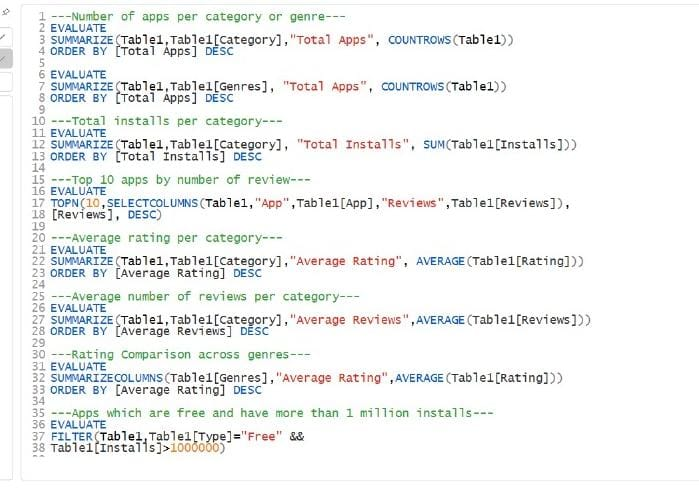 1 ---Number of apps per category or genre---
2 EVALUATE
3 SUMMARIZE(Table1,Table1[Category],"Total Apps", COUNTROWS(Table1))
4 ORDER BY [Total Apps] DESC
5
6 EVALUATE
7 SUMMARIZE(Table1,Table1[Genres], "Total Apps", COUNTROWS(Table1))
8 ORDER BY [Total Apps] DESC
9
10 ---Total installs per category---
11 EVALUATE
12 SUMMARIZE(Table1,Table1[Category], "Total Installs", SUM(Table1[Installs]))
13 ORDER BY [Total Installs] DESC
14
15 ---Top 10 apps by number of review---
16 EVALUATE
17 TOPN(10,SELECTCOLUMNS(Table1,"App",Table1[App],"Reviews",Table1[Reviews]),
18 [Reviews], DESC)
19
20 ---Average rating per category---
21 EVALUATE
22 SUMMARIZE(Table1,Table1[Category],"Average Rating", AVERAGE(Table1[Rating]))
23 ORDER BY [Average Rating] DESC
24
25 ---Average number of reviews per category---
26 EVALUATE
27 SUMMARIZE(Table1,Table1[Category],"Average Reviews",AVERAGE(Table1[Reviews]))
28 ORDER BY [Average Reviews] DESC
29
30 ---Rating Comparison across genres---
31 EVALUATE
32 SUMMARIZECOLUMNS(Table1[Genres],"Average Rating",AVERAGE(Table1[Rating]))
33 ORDER BY [Average Rating] DESC
34
35 ---Apps which are free and have more than 1 million installs---
36 EVALUATE
37 FILTER(Table1,Table1[Type]="Free" &&
38 Table1[Installs]>1000000)